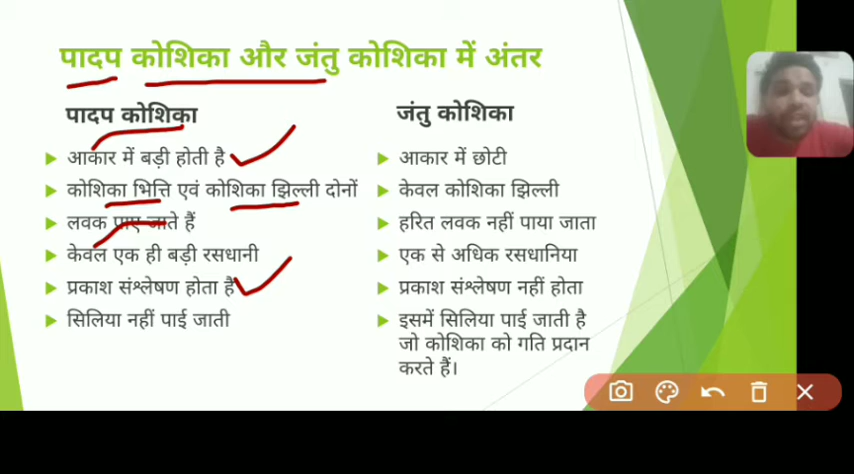 पादप कोशिका और जंतु कोशिका में अंतर
पादप कोशिका
आकार में बड़ी होती है
कोशिका भित्ति एवं कोशिका झिल्ली दोनों
लवक पाए जाते हैं
केवल एक ही बड़ी रसधानी
प्रकाश संश्लेषण होता है
सिलिया नहीं पाई जाती
जंतु कोशिका
आकार में छोटी
केवल कोशिका झिल्ली
हरित लवक नहीं पाया जाता
एक से अधिक रसधानिया
प्रकाश संश्लेषण नहीं होता
इसमें सिलिया पाई जाती है
जो कोशिका को गति प्रदान
करते हैं।